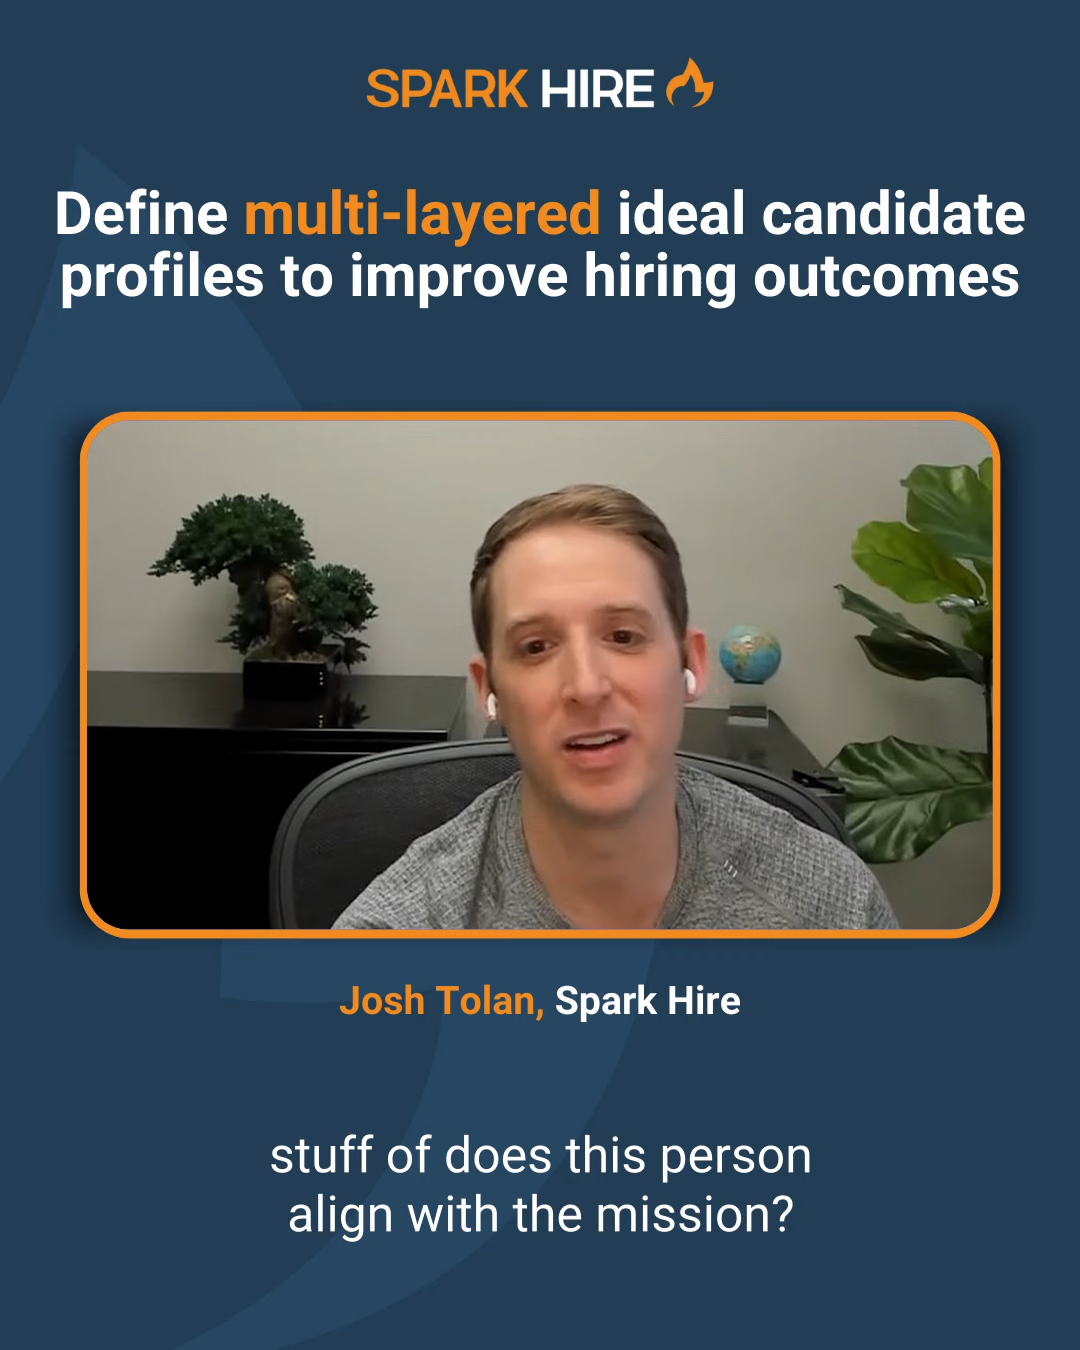 SPARK HIRE
Define multi-layered ideal candidate
profiles to improve hiring outcomes
Josh Tolan, Spark Hire
stuff of does this person
align with the mission?